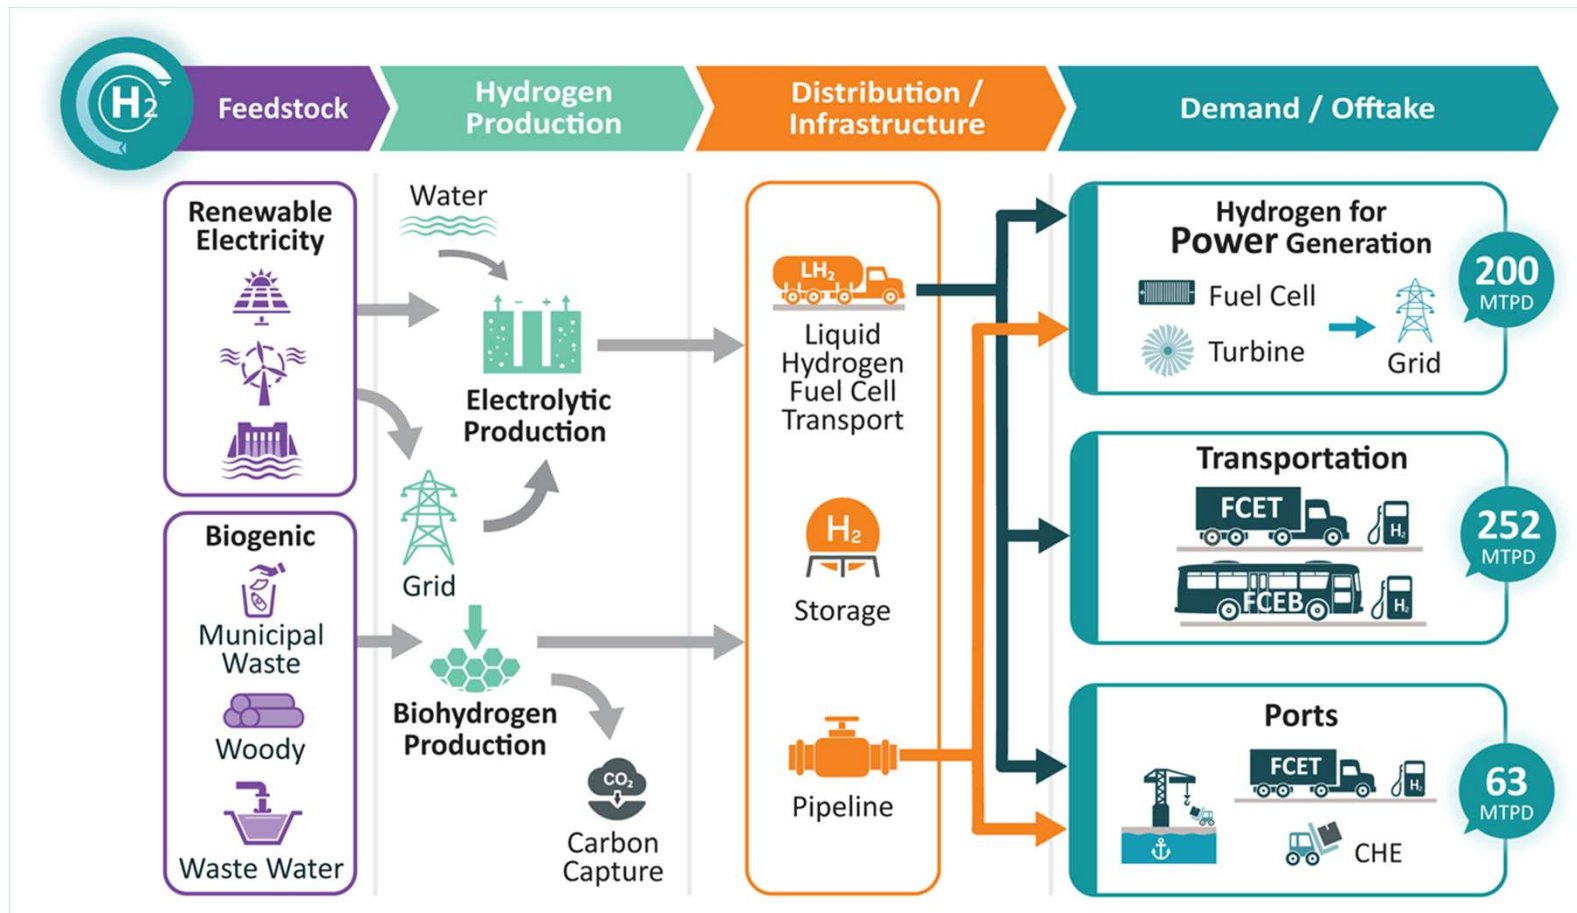 H2
Feedstock
Hydrogen
Production
Distribution /
Infrastructure
Demand / Offtake
Renewable
Electricity
Biogenic
Municipal
Waste
Woody
Waste Water
Water
Electrolytic
Production
Grid
Biohydrogen
Production
CO₂
Carbon
Capture
LH₂
Liquid
Hydrogen
Fuel Cell
Transport
H₂
Storage
Pipeline
Hydrogen for
Power Generation
Fuel Cell
Turbine
Grid
200
MTPD
Transportation
FCET
H₂
FCEB
H₂
252
MTPD
Ports
FCET
H₂
CHE
63
MTPD